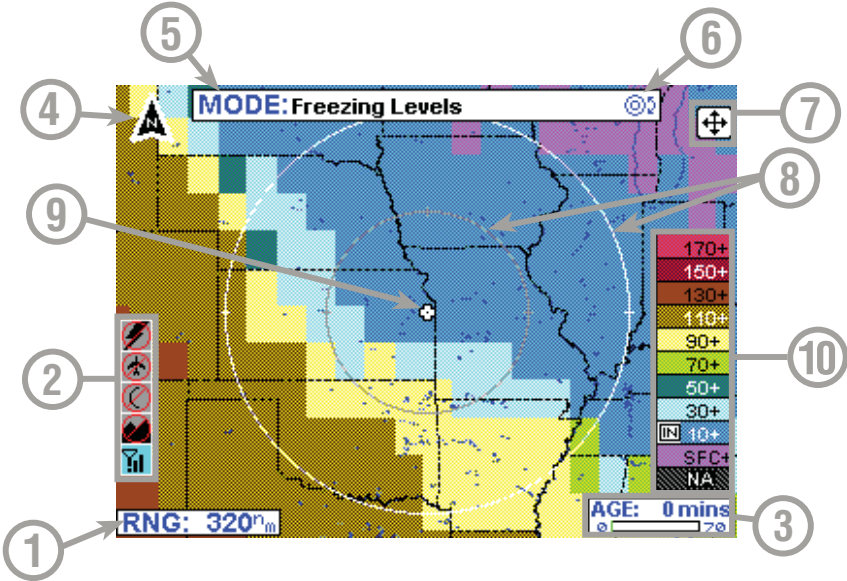 5
6
4
MODE: Freezing Levels
N
7
8
9
170+
150+
130+
110+
90+
70+
50+
30+
IN 10+
SFC+
NA
2
10
RNG: 320nm
AGE: 0 mins
0 70
3
1